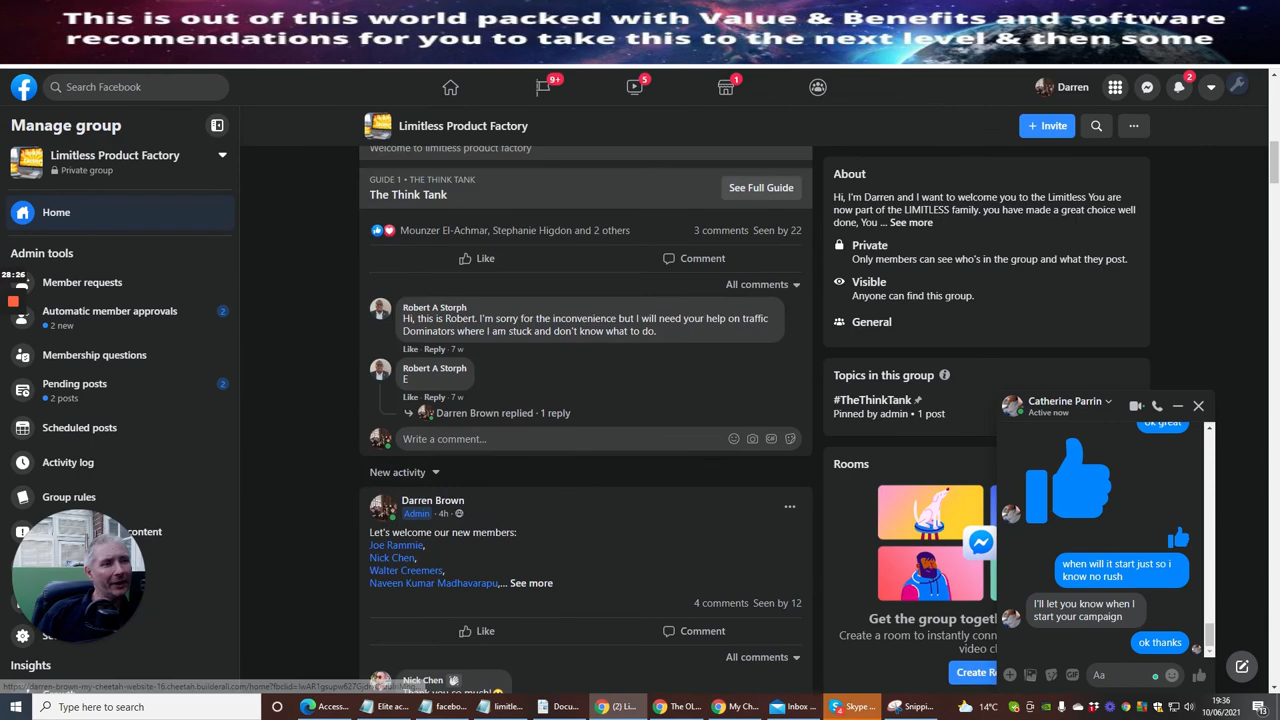 This is out of this world packed with Value & Benefits and software
recomendations for you to take this to the next level & then some
Search Facebook
9+
5
1
Darren
2
Manage group
Limitless Product Factory
Private group
Home
Admin tools
28:26
Member requests
Automatic member approvals
2
2 new
Membership questions
Pending posts
2
2 posts
Scheduled posts
Activity log
Group rules
content
Insights
Limitless Product Factory
+ Invite
Welcome to limitless product factory
GUIDE 1 • THE THINK TANK
The Think Tank
See Full Guide
Mounzer El-Achmar, Stephanie Higdon and 2 others
3 comments Seen by 22
Like
Comment
All comments
Robert A Storph
Hi, this is Robert. I'm sorry for the inconvenience but I will need your help on traffic
Dominators where I am stuck and don't know what to do.
Like · Reply · 7 w
Robert A Storph
E
Like · Reply · 7 w
Darren Brown replied · 1 reply
Write a comment...
New activity
Darren Brown
Admin · 4h ·
Let's welcome our new members:
Joe Rammie,
Nick Chen,
Walter Creemers,
Naveen Kumar Madhavarapu,... See more
4 comments Seen by 12
Like
Comment
All comments
Nick Chen
About
Hi, I'm Darren and I want to welcome you to the Limitless You are
now part of the LIMITLESS family. you have made a great choice well
done, You ... See more
Private
Only members can see who's in the group and what they post.
Visible
Anyone can find this group.
General
Topics in this group
#TheThinkTank
Pinned by admin • 1 post
Rooms
Get the group togeth
Create a room to instantly conn
video c
Create Ro
Catherine Parrin
Active now
ok great
when will it start just so i
know no rush
I'll let you know when I
start your campaign
ok thanks
Aa
Type here to search
Access...
Elite ac...
facebo...
limitle...
Docu...
(2) Li...
The OL...
My Ch...
Inbox ...
Skype ...
Snippi...
14°C
19:36
10/06/2021